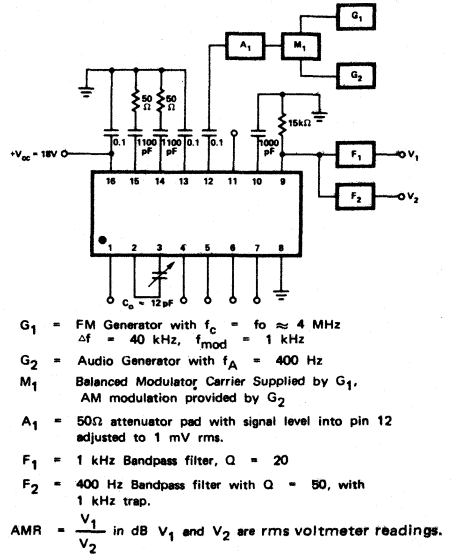 G1
A1
M1
G2
50 Ω
50 Ω
15kΩ
0.1
1100 pF
1100 pF
0.1
0.1
1000 pF
+Vcc = 18V
F1
V1
F2
V2
16 15 14 13 12 11 10 9
1 2 3 4 5 6 7 8
Co ≈ 12pF
G1 = FM Generator with fc = fo ≈ 4 MHz
Δf = 40 kHz, fmod = 1 kHz
G2 = Audio Generator with fA = 400 Hz
M1 Balanced Modulator Carrier Supplied by G1,
AM modulation provided by G2
A1 = 50Ω attenuator pad with signal level into pin 12
adjusted to 1 mV rms.
F1 = 1 kHz Bandpass filter, Q = 20
F2 = 400 Hz Bandpass filter with Q = 50, with
1 kHz trap.
AMR = V1/V2 in dB V1 and V2 are rms voltmeter readings.